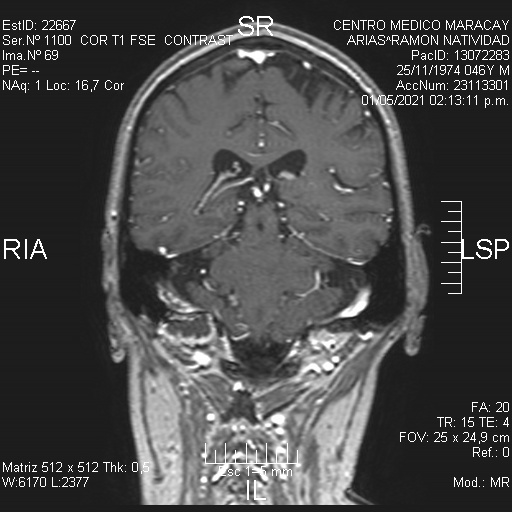 EstID: 22667
Ser.Nº 1100 COR T1 FSE CONTRAST
Ima.Nº 69
PE= --
NAq: 1 Loc: 16,7 Cor
SR
CENTRO MEDICO MARACAY
ARIAS^RAMON NATIVIDAD
PacID: 13072283
25/11/1974 046Y M
AccNum: 23113301
01/05/2021 02:13:11 p.m.
RIA
LSP
Matriz 512 x 512 Thk: 0,5
W:6170 L:2377
Esc 1=5 mm
IL
FA: 20
TR: 15 TE: 4
FOV: 25 x 24,9 cm
Ref.: 0
Mod.: MR